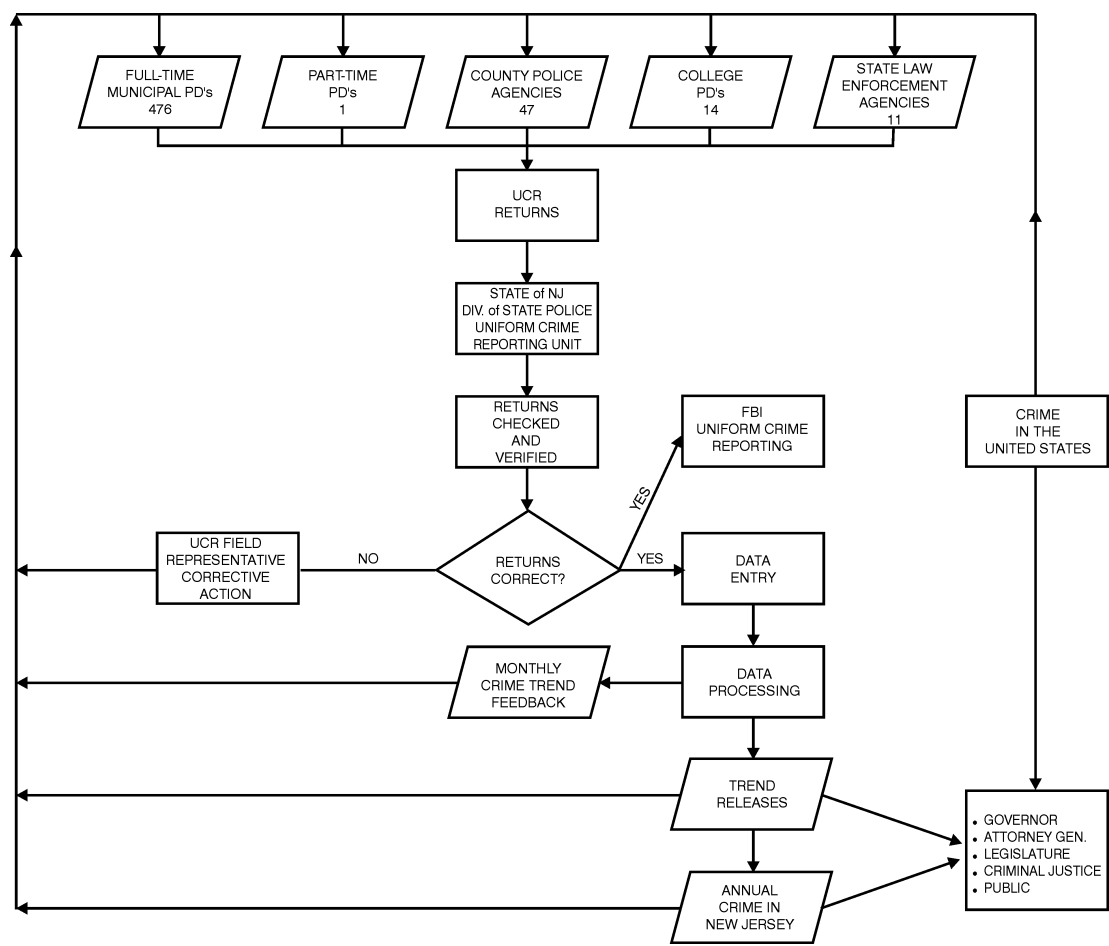 FULL-TIME
MUNICIPAL PD's
476
PART-TIME
PD's
1
COUNTY POLICE
AGENCIES
47
COLLEGE
PD's
14
STATE LAW
ENFORCEMENT
AGENCIES
11
UCR
RETURNS
STATE of NJ
DIV. of STATE POLICE
UNIFORM CRIME
REPORTING UNIT
RETURNS
CHECKED
AND
VERIFIED
FBI
UNIFORM CRIME
REPORTING
CRIME
IN THE
UNITED STATES
YES
UCR FIELD
REPRESENTATIVE
CORRECTIVE
ACTION
NO
RETURNS
CORRECT?
YES
DATA
ENTRY
MONTHLY
CRIME TREND
FEEDBACK
DATA
PROCESSING
TREND
RELEASES
• GOVERNOR
• ATTORNEY GEN.
• LEGISLATURE
• CRIMINAL JUSTICE
• PUBLIC
ANNUAL
CRIME IN
NEW JERSEY